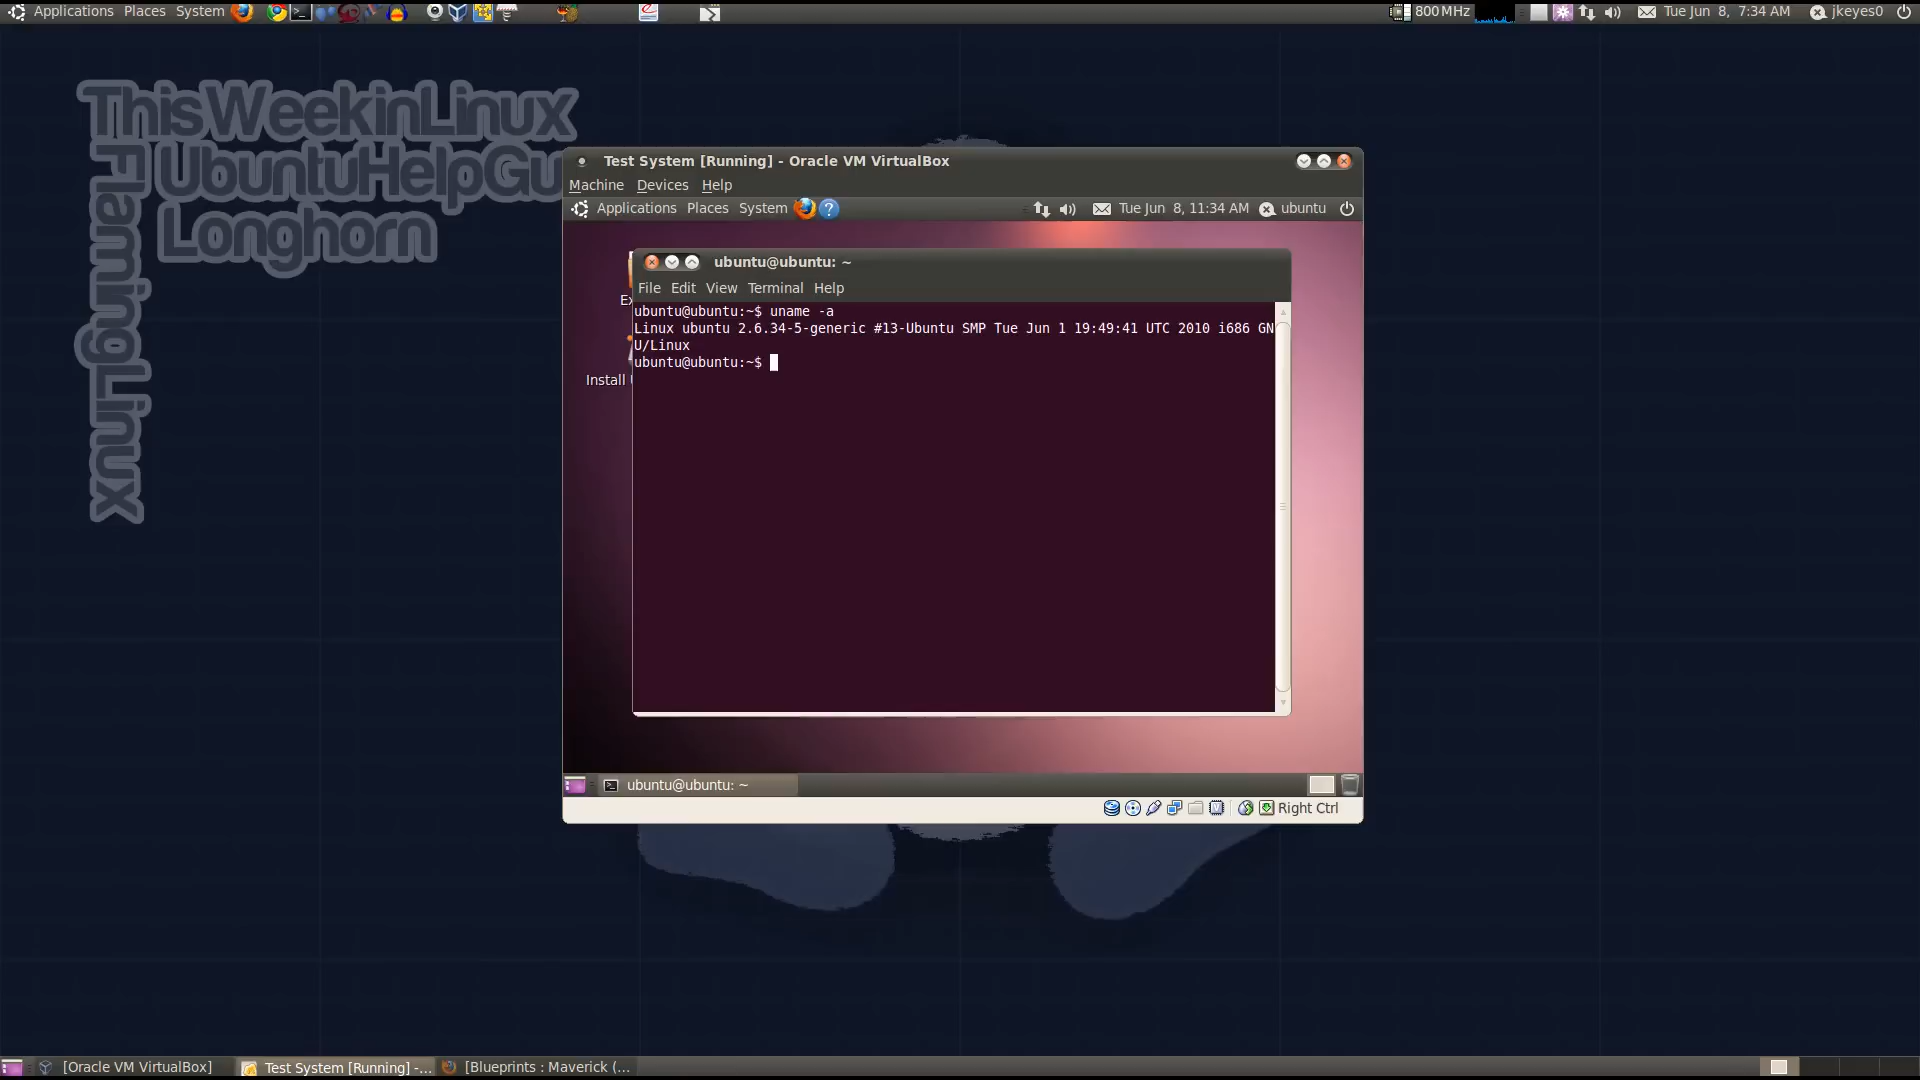 Applications Places System
800 MHz Tue Jun 8, 7:34 AM jkeyes0
ThisWeekinLinux
UbuntuHelpGu
Longhorn
FlamingLinux
Test System [Running] - Oracle VM VirtualBox
Machine Devices Help
Applications Places System ? Tue Jun 8, 11:34 AM ubuntu
ubuntu@ubuntu: ~
File Edit View Terminal Help
ubuntu@ubuntu:~$ uname -a
Linux ubuntu 2.6.34-5-generic #13-Ubuntu SMP Tue Jun 1 19:49:41 UTC 2010 i686 GN
U/Linux
ubuntu@ubuntu:~$
Ex
Install
ubuntu@ubuntu: ~
Right Ctrl
[Oracle VM VirtualBox] Test System [Running] -... [Blueprints : Maverick (...